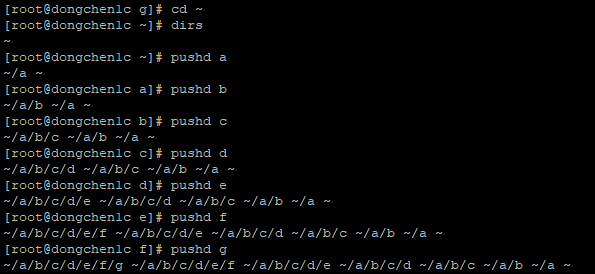 [root@dongchenlc g]# cd ~
[root@dongchenlc ~]# dirs
~
[root@dongchenlc ~]# pushd a
~/a ~
[root@dongchenlc a]# pushd b
~/a/b ~/a ~
[root@dongchenlc b]# pushd c
~/a/b/c ~/a/b ~/a ~
[root@dongchenlc c]# pushd d
~/a/b/c/d ~/a/b/c ~/a/b ~/a ~
[root@dongchenlc d]# pushd e
~/a/b/c/d/e ~/a/b/c/d ~/a/b/c ~/a/b ~/a ~
[root@dongchenlc e]# pushd f
~/a/b/c/d/e/f ~/a/b/c/d/e ~/a/b/c/d ~/a/b/c ~/a/b ~/a ~
[root@dongchenlc f]# pushd g
~/a/b/c/d/e/f/g ~/a/b/c/d/e/f ~/a/b/c/d/e ~/a/b/c/d ~/a/b/c ~/a/b ~/a ~